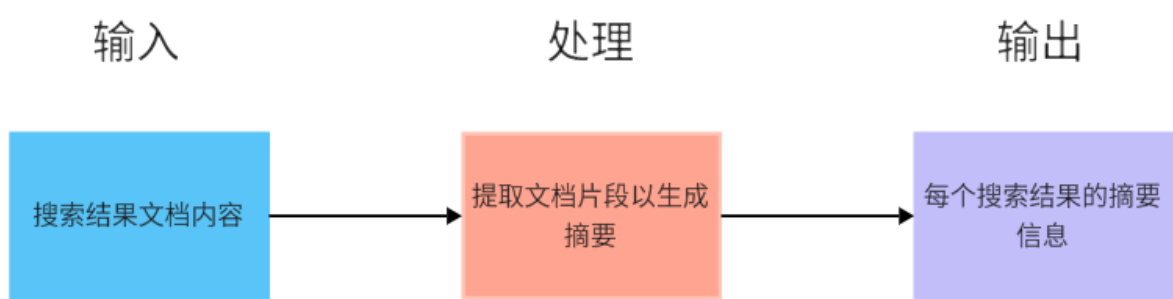 输入
处理
输出
搜索结果文档内容
提取文档片段以生成
摘要
每个搜索结果的摘要
信息